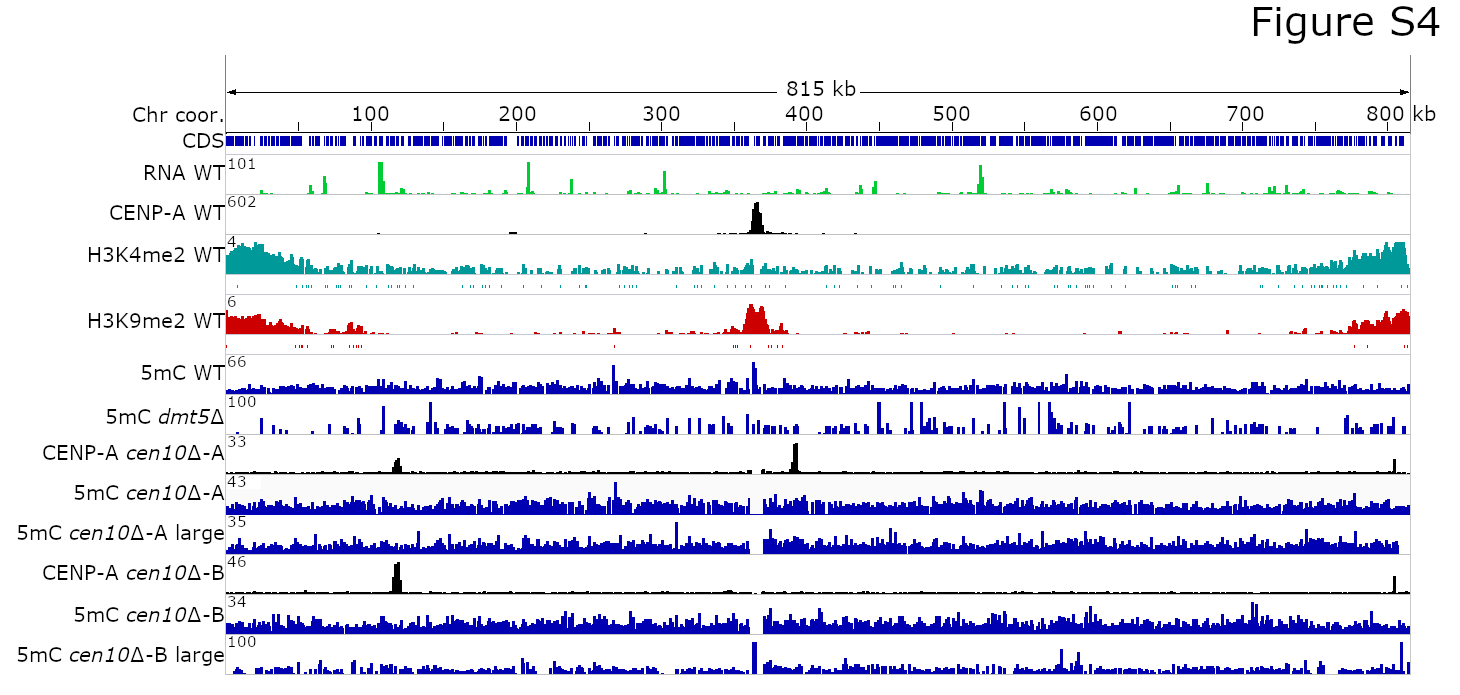 Figure S4
815 kb
Chr coor. 100 200 300 400 500 600 700 800 kb
CDS
RNA WT 101
CENP-A WT 602
H3K4me2 WT 4
H3K9me2 WT 6
5mC WT 66
5mC dmt5Δ 100
CENP-A cen10Δ-A 33
5mC cen10Δ-A 43
5mC cen10Δ-A large 35
CENP-A cen10Δ-B 46
5mC cen10Δ-B 34
5mC cen10Δ-B large 100